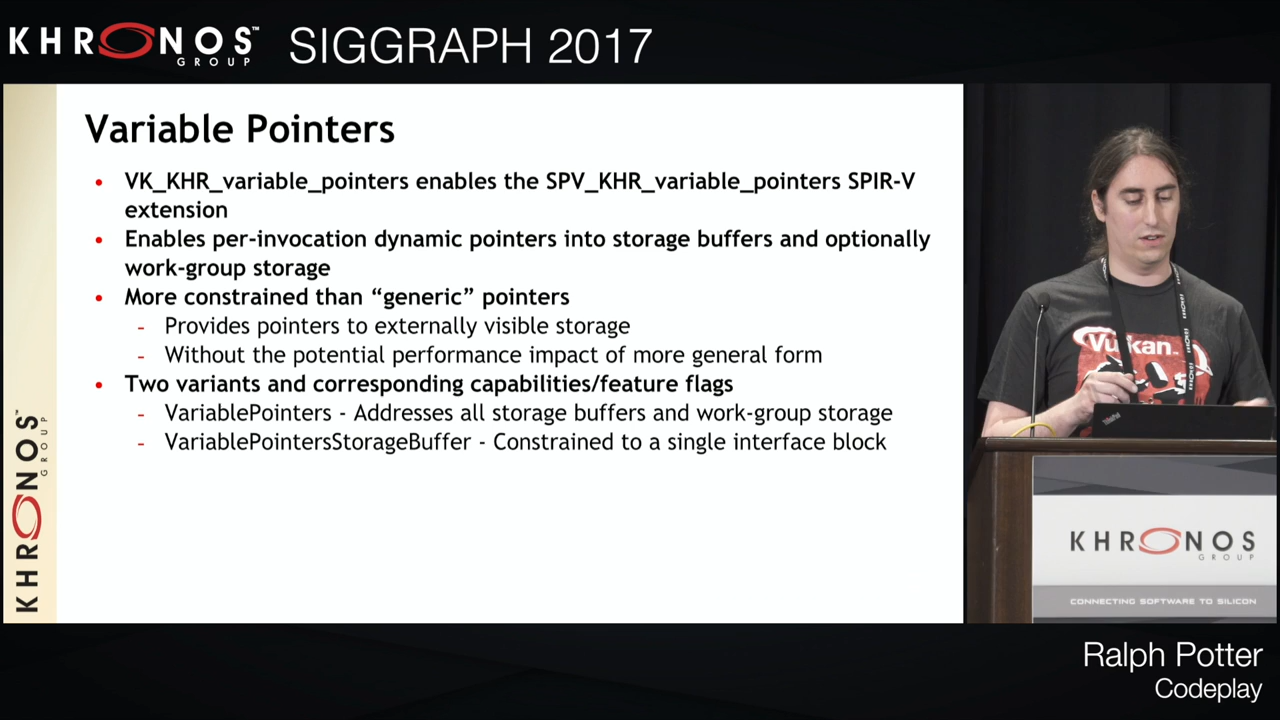 KHRONOS™ GROUP SIGGRAPH 2017
Variable Pointers
• VK_KHR_variable_pointers enables the SPV_KHR_variable_pointers SPIR-V
extension
• Enables per-invocation dynamic pointers into storage buffers and optionally
work-group storage
• More constrained than “generic” pointers
- Provides pointers to externally visible storage
- Without the potential performance impact of more general form
• Two variants and corresponding capabilities/feature flags
- VariablePointers - Addresses all storage buffers and work-group storage
- VariablePointersStorageBuffer - Constrained to a single interface block
KHRONOS™ GROUP
Vulkan.
ThinkPad
KHRONOS
GROUP
CONNECTING SOFTWARE TO SILICON
Ralph Potter
Codeplay